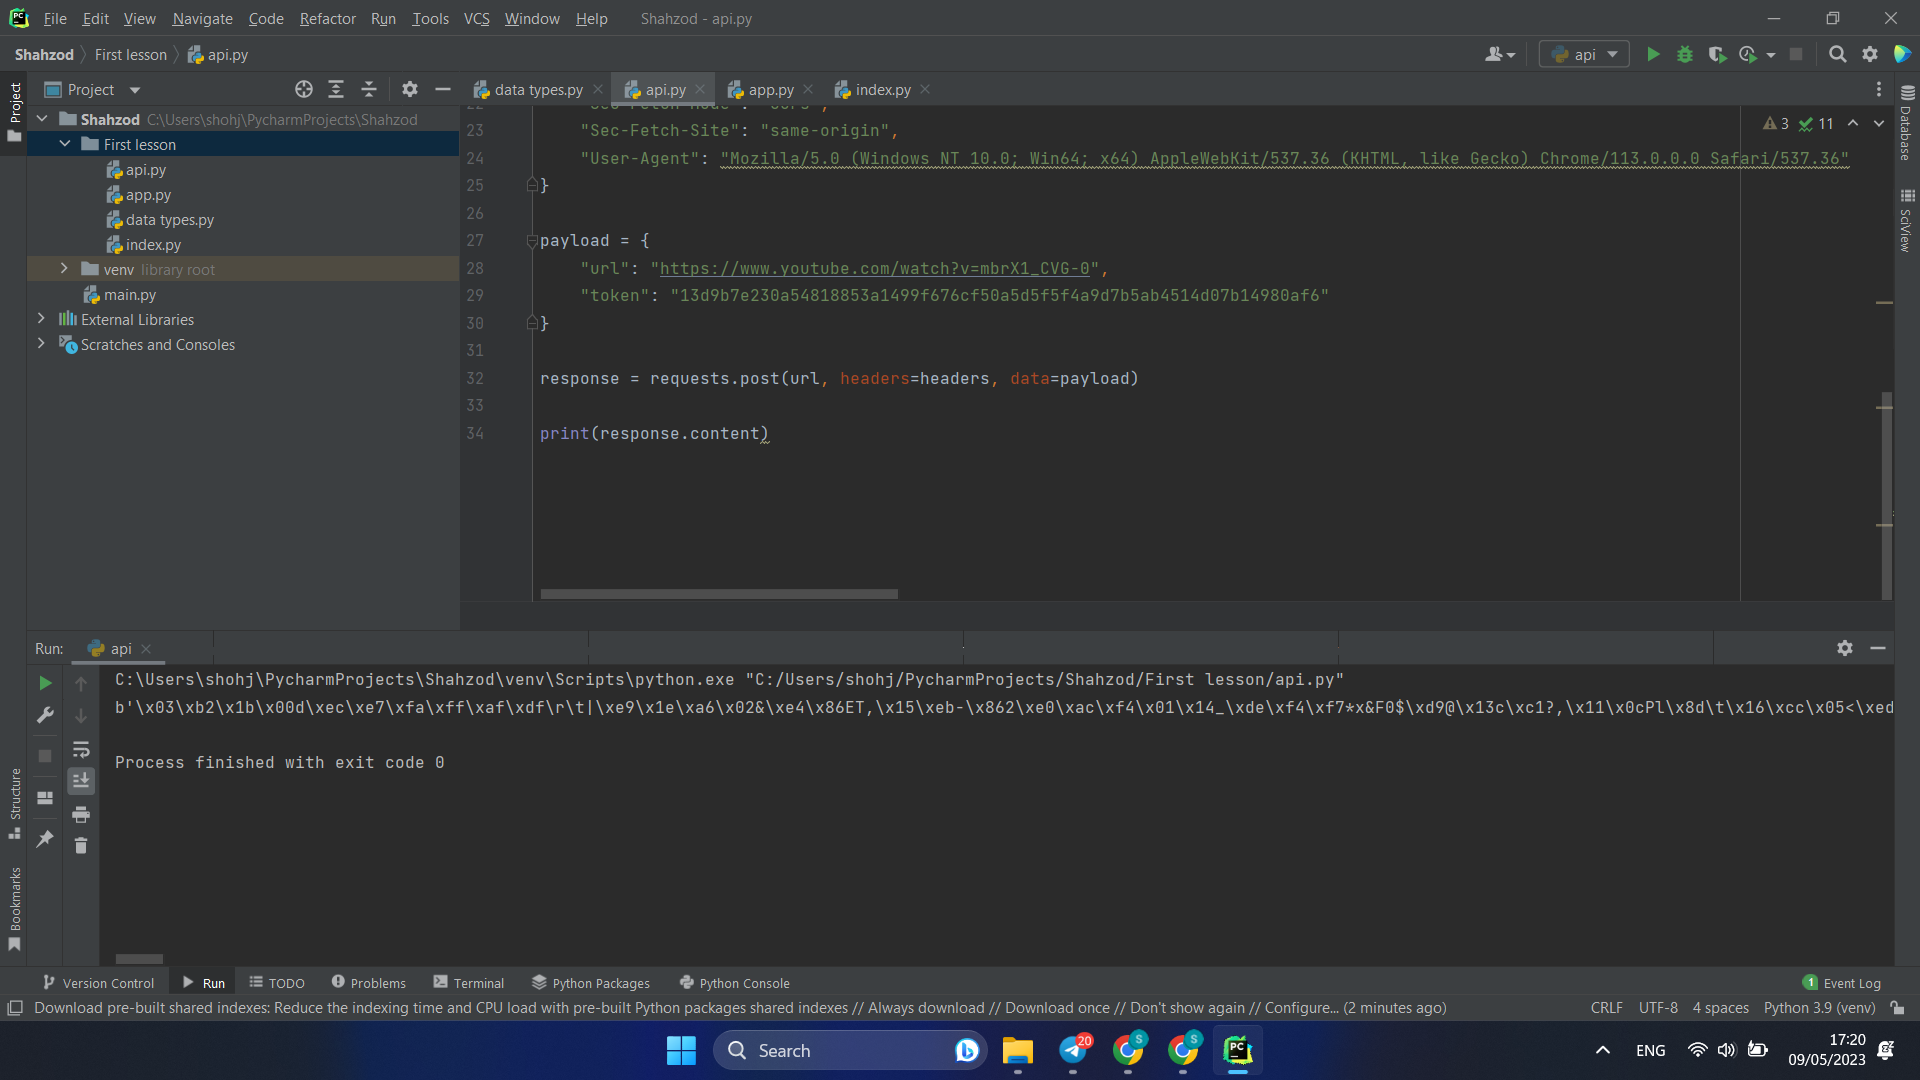 File Edit View Navigate Code Refactor Run Tools VCS Window Help Shahzod - api.py
Shahzod First lesson api.py
api
Project
data types.py api.py app.py index.py
Project
Shahzod C:\Users\shohj\PycharmProjects\Shahzod
First lesson
api.py
app.py
data types.py
index.py
venv library root
main.py
External Libraries
Scratches and Consoles
3 11
23 "Sec-Fetch-Site": "same-origin",
24 "User-Agent": "Mozilla/5.0 (Windows NT 10.0; Win64; x64) AppleWebKit/537.36 (KHTML, like Gecko) Chrome/113.0.0.0 Safari/537.36"
25 }
26
27 payload = {
28 "url": "https://www.youtube.com/watch?v=mbrX1_CVG-0",
29 "token": "13d9b7e230a54818853a1499f676cf50a5d5f5f4a9d7b5ab4514d07b14980af6"
30 }
31
32 response = requests.post(url, headers=headers, data=payload)
33
34 print(response.content)
Database
SciView
Run: api
C:\Users\shohj\PycharmProjects\Shahzod\venv\Scripts\python.exe "C:/Users/shohj/PycharmProjects/Shahzod/First lesson/api.py"
b'\x03\xb2\x1b\x00d\xec\xe7\xfa\xff\xaf\xdf\r\t|\xe9\x1e\xa6\x02&\xe4\x86ET,\x15\xeb-\x862\xe0\xac\xf4\x01\x14_\xde\xf4\xf7*x&F0$\xd9@\x13c\xc1?,\x11\x0cPl\x8d\t\x16\xcc\x05<\xed
Process finished with exit code 0
Structure
Bookmarks
Version Control Run TODO Problems Terminal Python Packages Python Console 1 Event Log
Download pre-built shared indexes: Reduce the indexing time and CPU load with pre-built Python packages shared indexes // Always download // Download once // Don't show again // Configure... (2 minutes ago) CRLF UTF-8 4 spaces Python 3.9 (venv)
Search
20
S
S
PC
ENG
17:20
09/05/2023